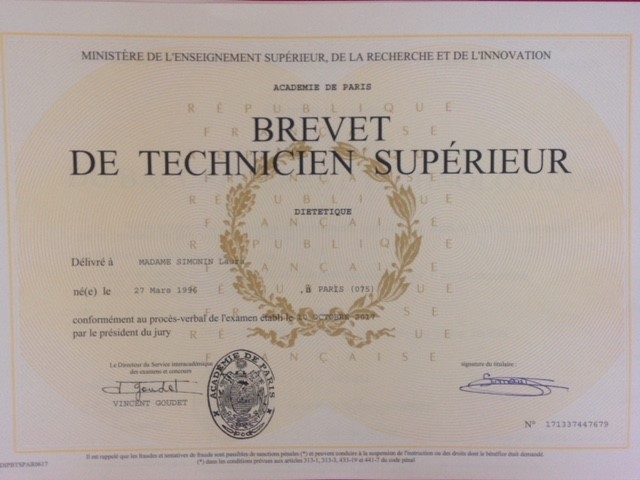 MINISTÈRE DE L'ENSEIGNEMENT SUPÉRIEUR, DE LA RECHERCHE ET DE L'INNOVATION
ACADEMIE DE PARIS
RÉPUBLIQUE
FRANÇAISE
BREVET
DE TECHNICIEN SUPÉRIEUR
FRANÇAISE
RÉPUBLIQUE
DIETETIQUE
FRANÇAISE
RÉPUBLIQUE
Délivré à MADAME SIMONIN Laura
FRANÇAISE
né(e) le 27 Mars 1996 , à PARIS (075)
conformément au procès-verbal de l'examen établi le OCTOBRE 2017
par le président du jury
FRANÇAISE
Le Directeur du Service interacadémique
des examens et concours
signature du titulaire :
ACADÉMIE DE PARIS
V. Goudet
VINCENT GOUDET
N° 171337447679
Il est rappelé que les fraudes et tentatives de fraude sont passibles de sanctions pénales (*) et peuvent conduire à la suspension de l'instruction ou des droits dont le bénéfice était demandé.
(*) dans les conditions prévues aux articles 313-1, 313-3, 433-19 et 441-7 du code pénal